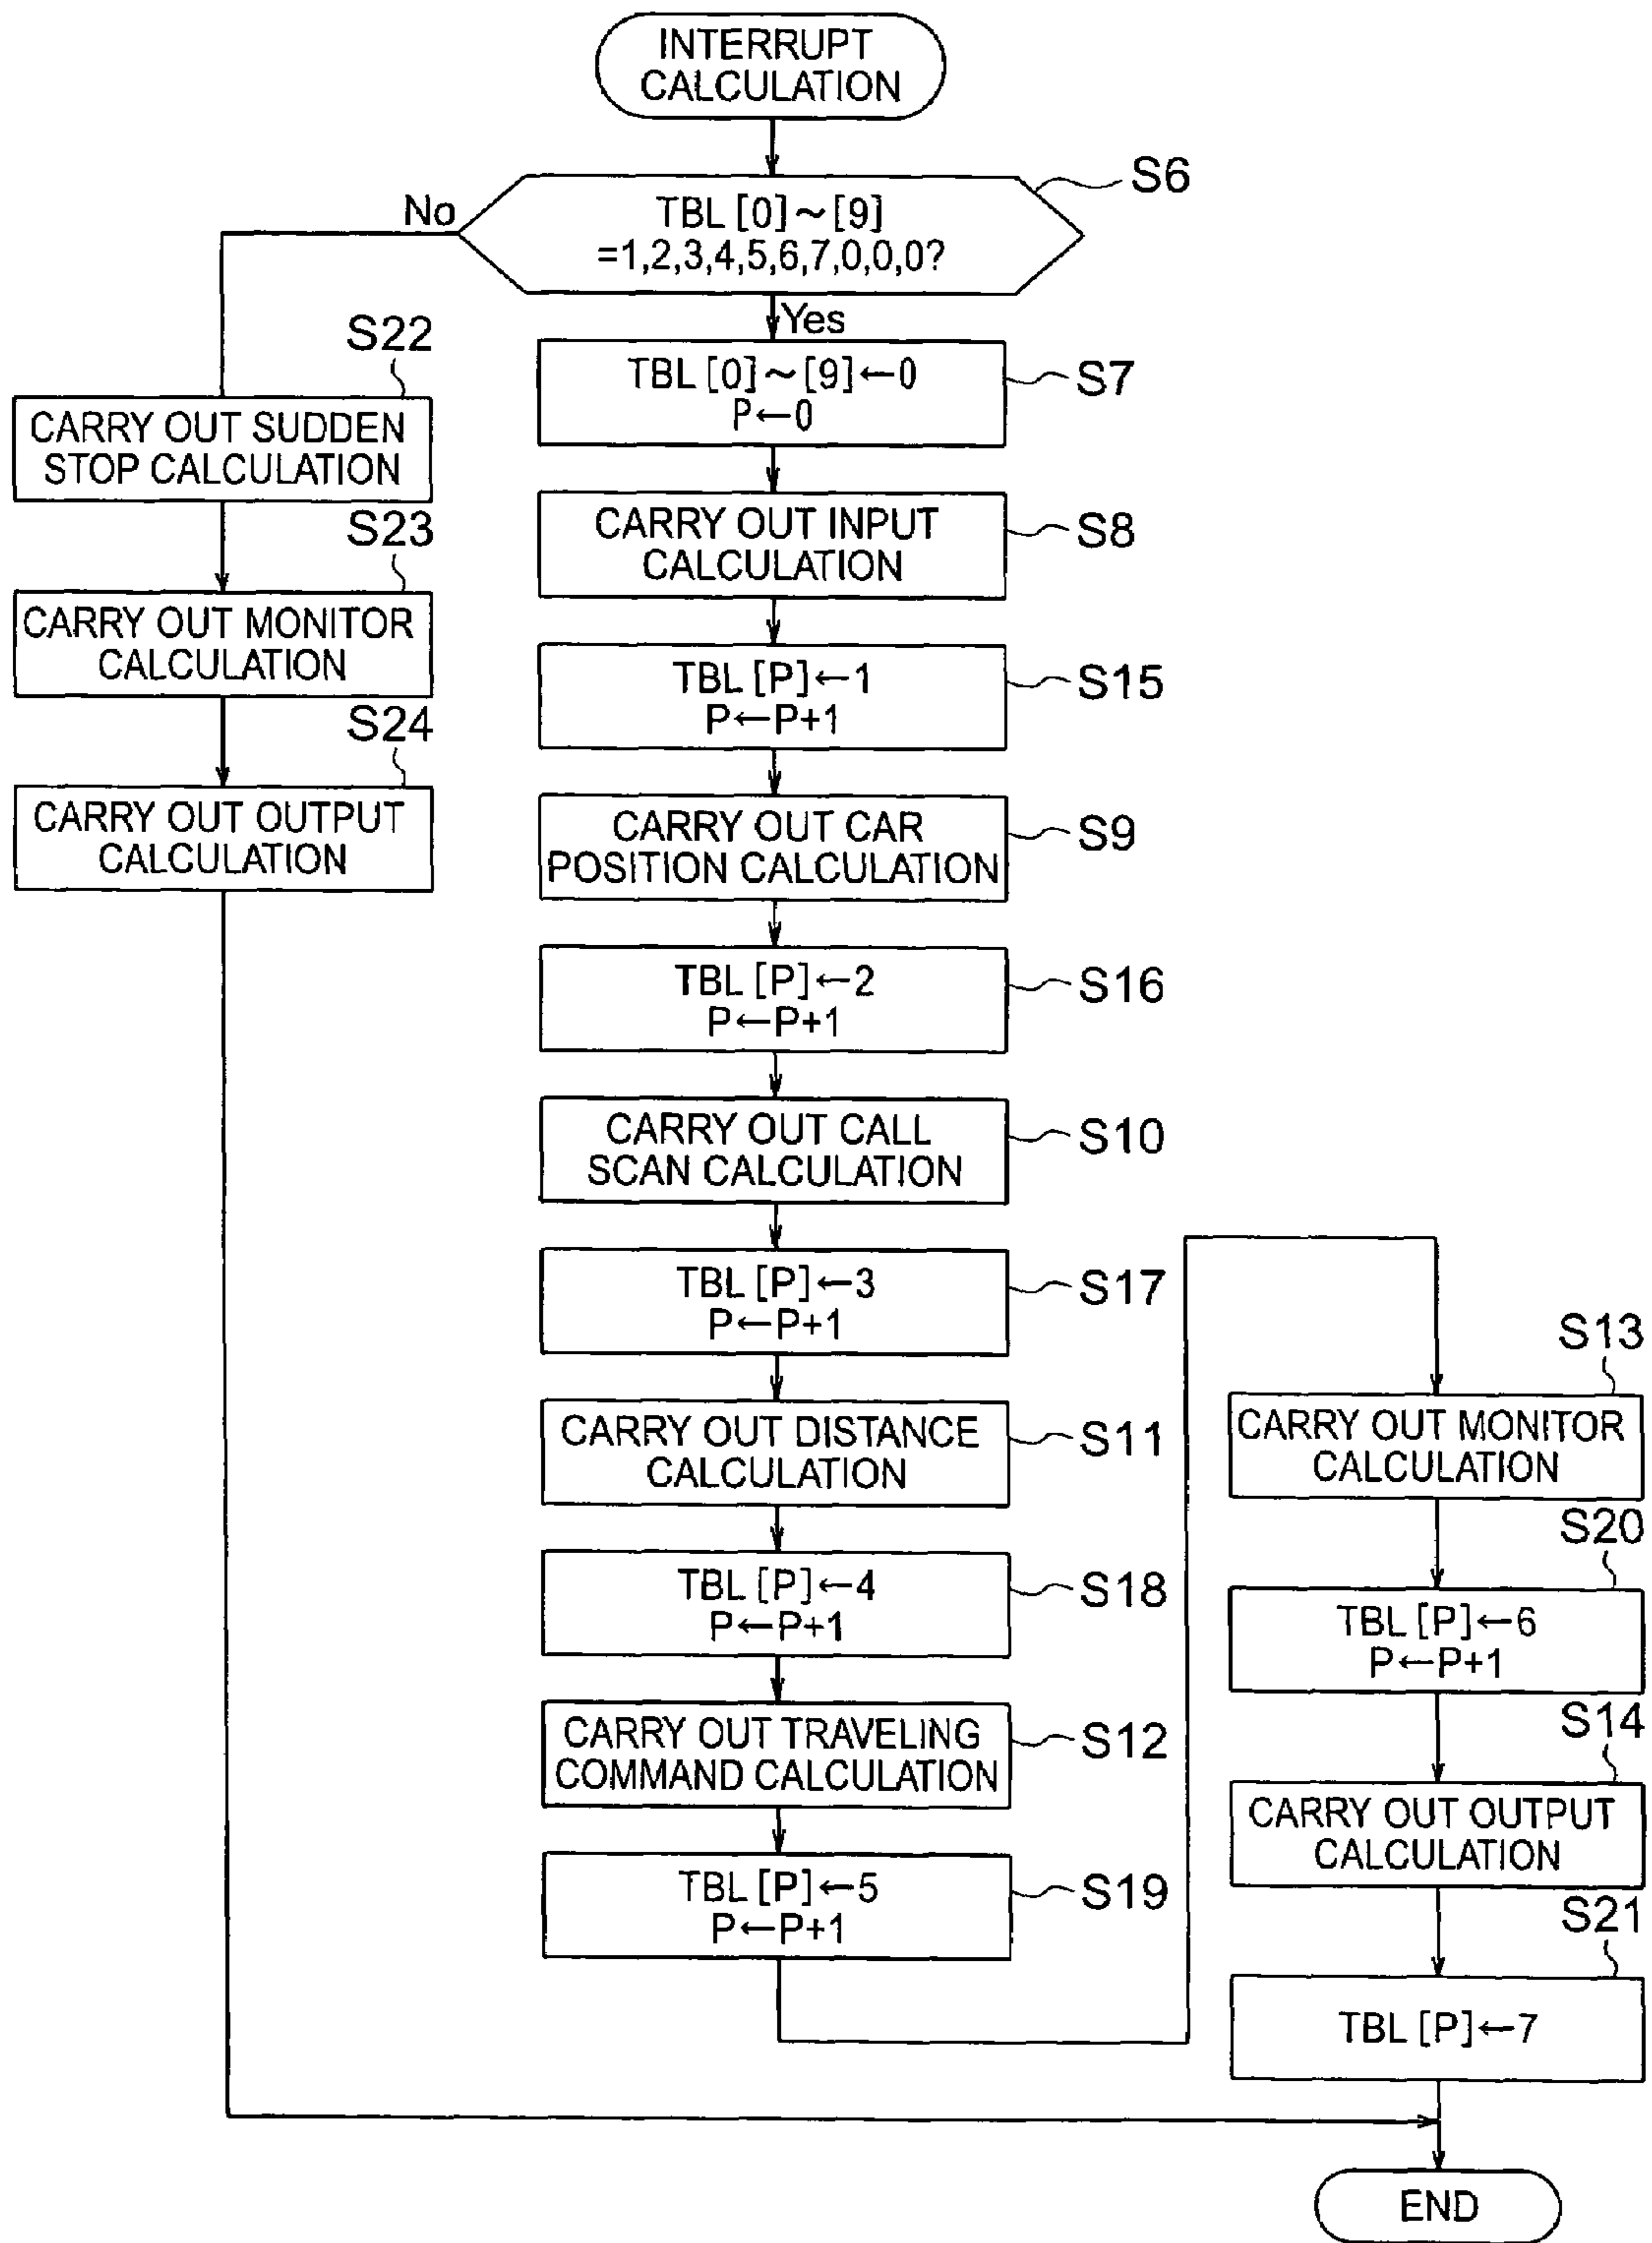 INTERRUPT
CALCULATION
S6
TBL [0]~[9]
=1,2,3,4,5,6,7,0,0,0?
No
Yes
S7
TBL [0]~[9]←0
P←0
S8
CARRY OUT INPUT
CALCULATION
S15
TBL [P]←1
P←P+1
S9
CARRY OUT CAR
POSITION CALCULATION
S16
TBL [P]←2
P←P+1
S10
CARRY OUT CALL
SCAN CALCULATION
S17
TBL [P]←3
P←P+1
S11
CARRY OUT DISTANCE
CALCULATION
S18
TBL [P]←4
P←P+1
S12
CARRY OUT TRAVELING
COMMAND CALCULATION
S19
TBL [P]←5
P←P+1
S13
CARRY OUT MONITOR
CALCULATION
S20
TBL [P]←6
P←P+1
S14
CARRY OUT OUTPUT
CALCULATION
S21
TBL [P]←7
S22
CARRY OUT SUDDEN
STOP CALCULATION
S23
CARRY OUT MONITOR
CALCULATION
S24
CARRY OUT OUTPUT
CALCULATION
END